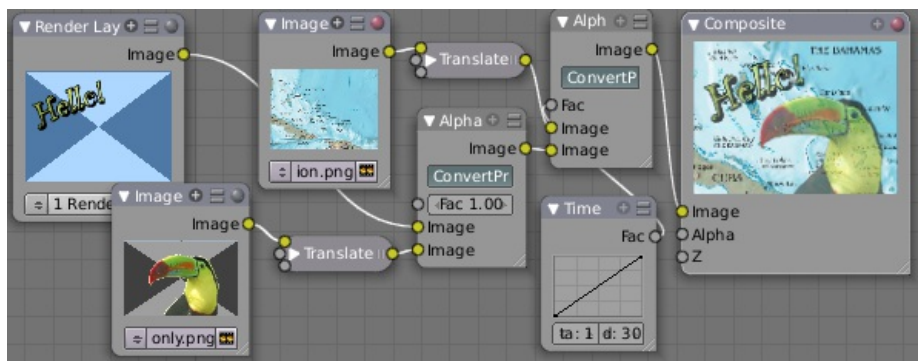 Render Lay
Image
Hello!
1 Rende
Image
Image
ion.png
Image
Image
only.png
Translate
Translate
Alpha
Image
ConvertPr
Fac 1.00
Image
Image
Alph
Image
ConvertP
Fac
Image
Image
Time
Fac
ta: 1 d: 30
Composite
THE BAHAMAS
Hello!
CUBA
Image
Alpha
Z